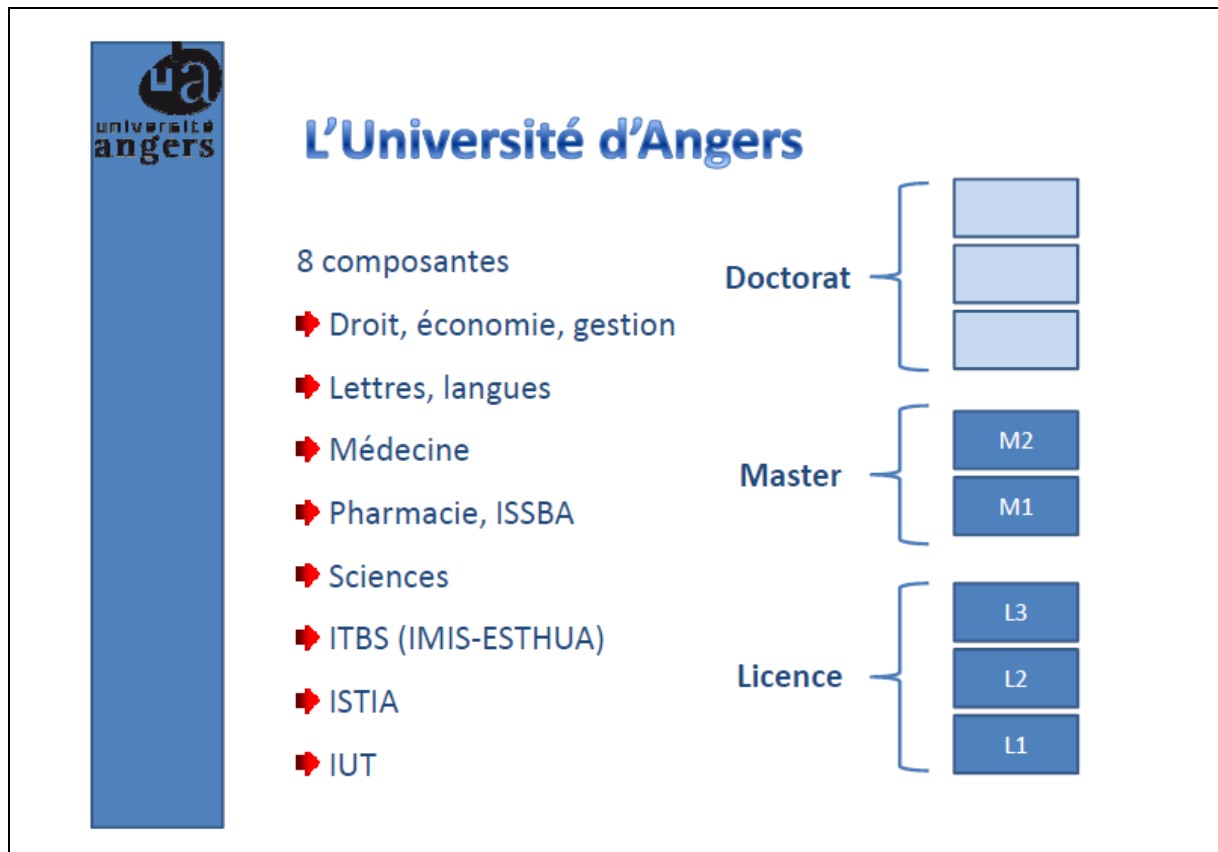 ua
université
angers
L'Université d'Angers
8 composantes
Droit, économie, gestion
Lettres, langues
Médecine
Pharmacie, ISSBA
Sciences
ITBS (IMIS-ESTHUA)
ISTIA
IUT
Doctorat
Master
M2
M1
Licence
L3
L2
L1